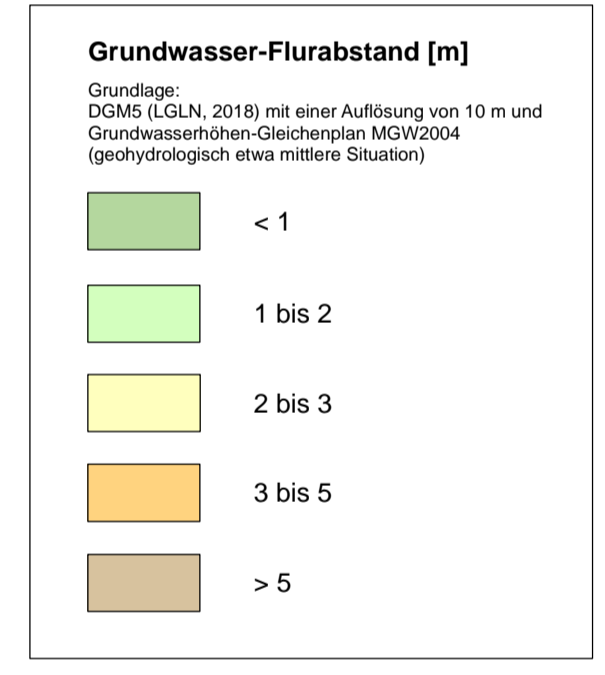 Grundwasser-Flurabstand [m]
Grundlage:
DGM5 (LGLN, 2018) mit einer Auflösung von 10 m und
Grundwasserhöhen-Gleichenplan MGW2004
(geohydrologisch etwa mittlere Situation)
< 1
1 bis 2
2 bis 3
3 bis 5
> 5